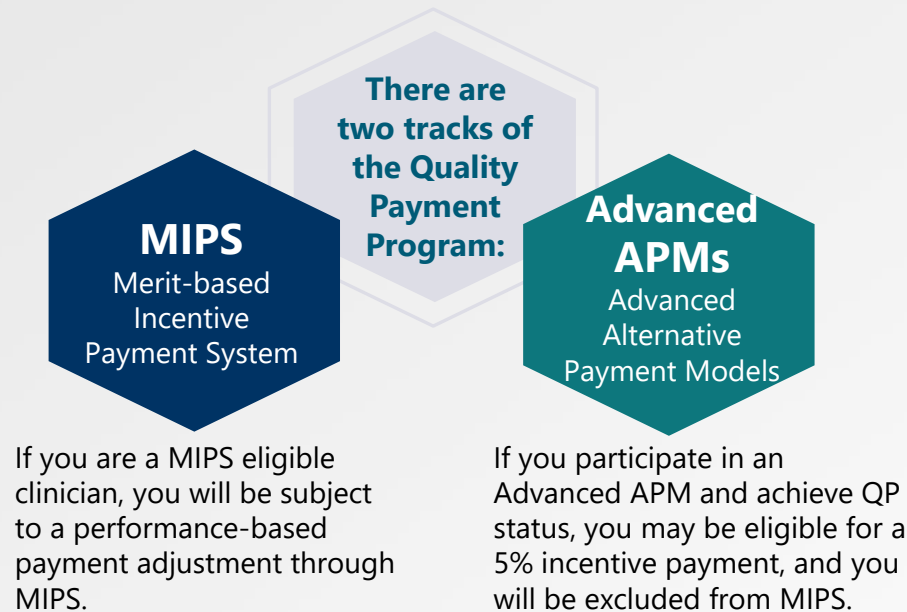 There are
two tracks of
the Quality
Payment
Program:
MIPS
Merit-based
Incentive
Payment System
If you are a MIPS eligible
clinician, you will be subject
to a performance-based
payment adjustment through
MIPS.
Advanced
APMs
Advanced
Alternative
Payment Models
If you participate in an
Advanced APM and achieve QP
status, you may be eligible for a
5% incentive payment, and you
will be excluded from MIPS.